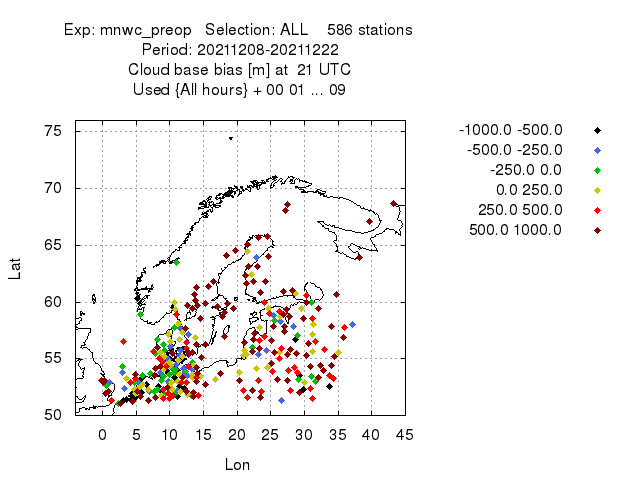 Exp: mnwc_preop   Selection: ALL    586 stations
Period: 20211208-20211222
Cloud base bias [m] at  21 UTC
Used {All hours} + 00 01 ... 09
-1000.0 -500.0
-500.0 -250.0
-250.0 0.0
0.0 250.0
250.0 500.0
500.0 1000.0
75
70
65
60
55
50
Lat
0 5 10 15 20 25 30 35 40 45
Lon